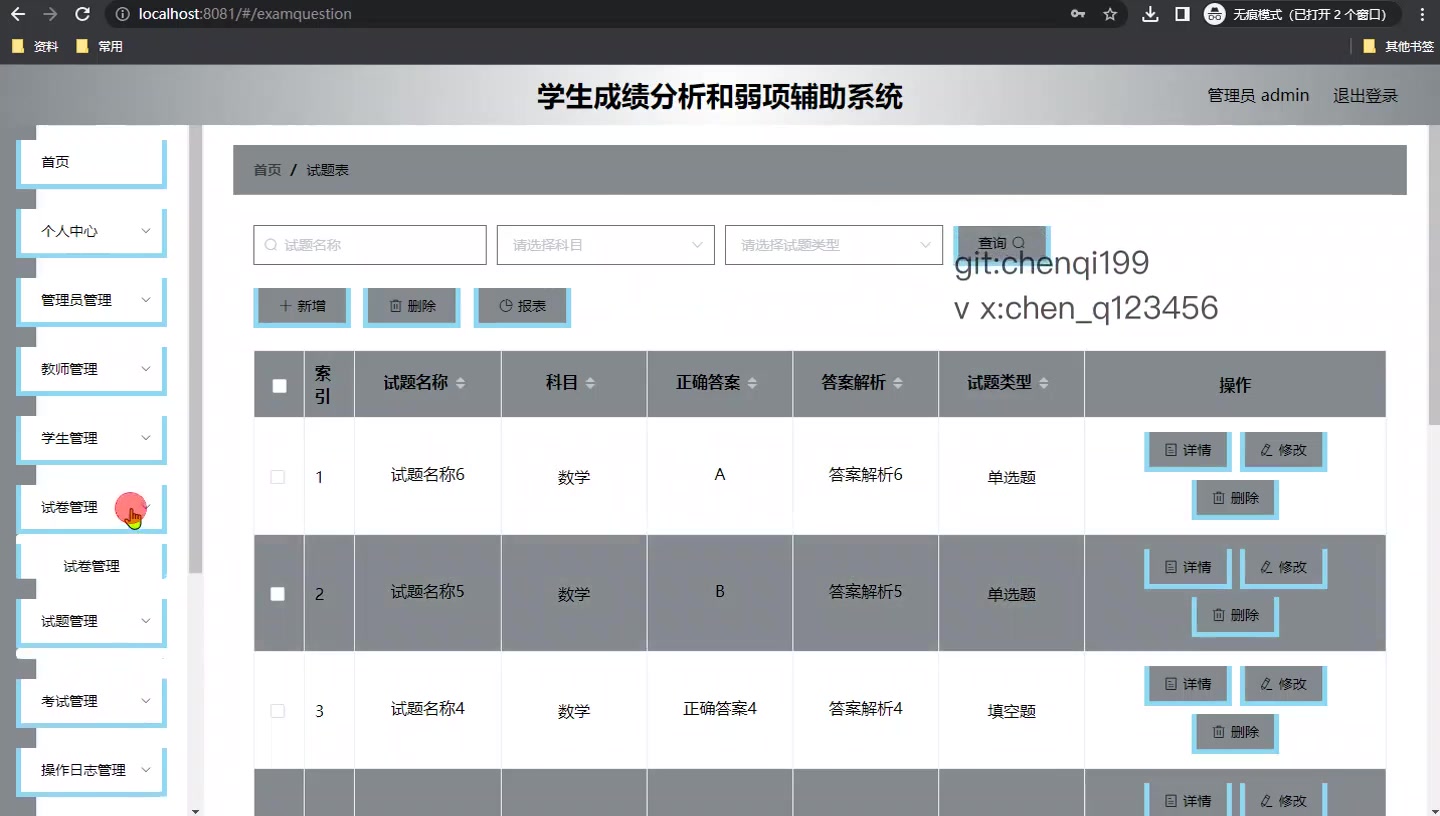 localhost:8081/#/examquestion
无痕模式（已打开 2 个窗口）
资料
常用
其他书签
学生成绩分析和弱项辅助系统
管理员 admin
退出登录
首页
个人中心
管理员管理
教师管理
学生管理
试卷管理
试卷管理
试题管理
考试管理
操作日志管理
首页 / 试题表
试题名称
请选择科目
请选择试题类型
查询
git:chenqi199
v x:chen_q123456
新增
删除
报表
索引 试题名称 科目 正确答案 答案解析 试题类型 操作
1 试题名称6 数学 A 答案解析6 单选题 详情 修改
删除
2 试题名称5 数学 B 答案解析5 单选题 详情 修改
删除
3 试题名称4 数学 正确答案4 答案解析4 填空题 详情 修改
删除
详情 修改